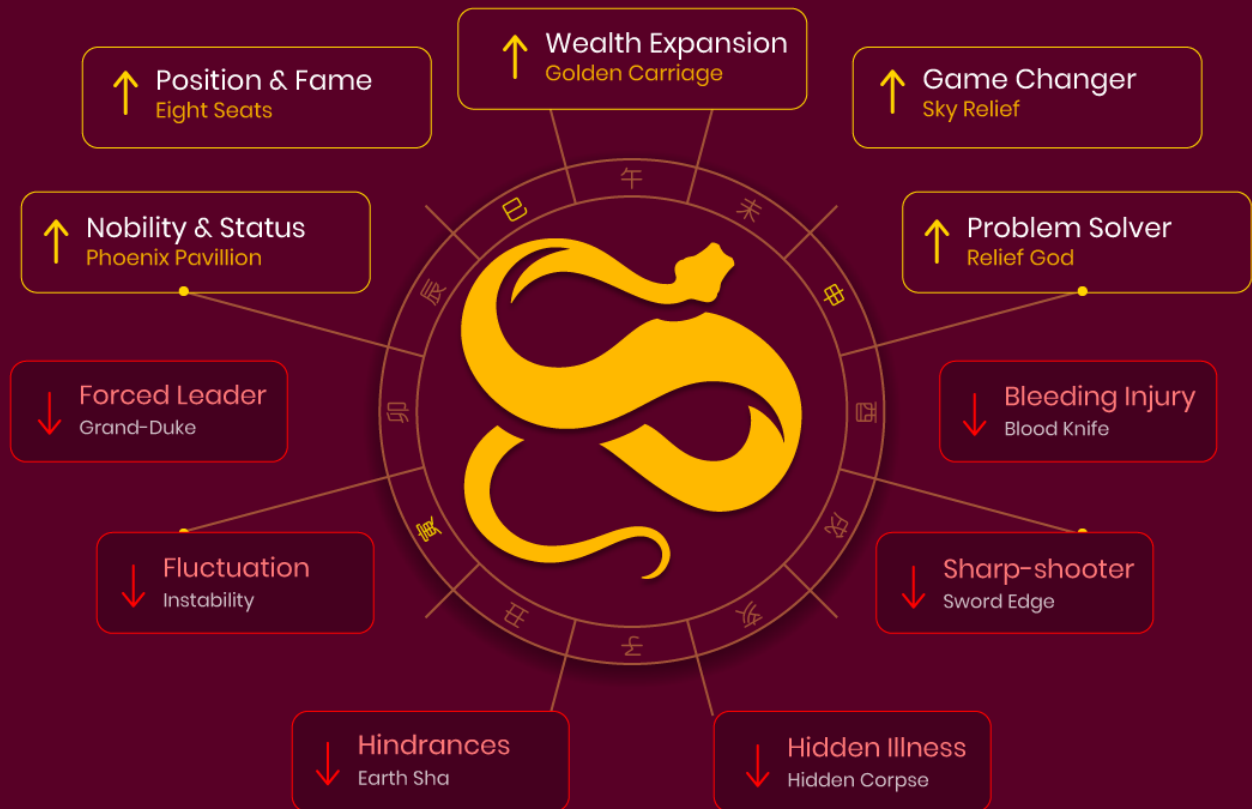 Wealth Expansion
Golden Carriage
Position & Fame
Eight Seats
Game Changer
Sky Relief
Nobility & Status
Phoenix Pavillion
Problem Solver
Relief God
午
未
申
酉
戌
亥
子
丑
寅
卯
辰
巳
Forced Leader
Grand-Duke
Bleeding Injury
Blood Knife
Fluctuation
Instability
Sharp-shooter
Sword Edge
Hindrances
Earth Sha
Hidden Illness
Hidden Corpse